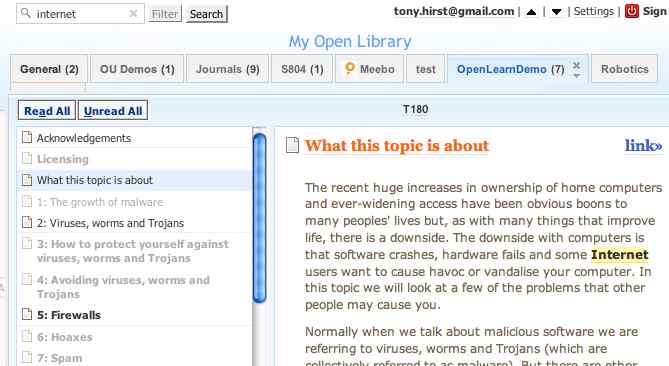 internet Filter Search tony.hirst@gmail.com | | | Settings | Sign
My Open Library
General (2) OU Demos (1) Journals (9) S804 (1) Meebo test OpenLearnDemo (7) Robotics
Read All Unread All T180
Acknowledgements
Licensing
What this topic is about
1: The growth of malware
2: Viruses, worms and Trojans
3: How to protect yourself against
viruses, worms and Trojans
4: Avoiding viruses, worms and
Trojans
5: Firewalls
6: Hoaxes
7: Spam
What this topic is about link»
The recent huge increases in ownership of home computers
and ever-widening access have been obvious boons to
many peoples' lives but, as with many things that improve
life, there is a downside. The downside with computers is
that software crashes, hardware fails and some Internet
users want to cause havoc or vandalise your computer. In
this topic we will look at a few of the problems that other
people may cause you.
Normally when we talk about malicious software we are
referring to viruses, worms and Trojans (which are
collectively referred to as malware). But there are other